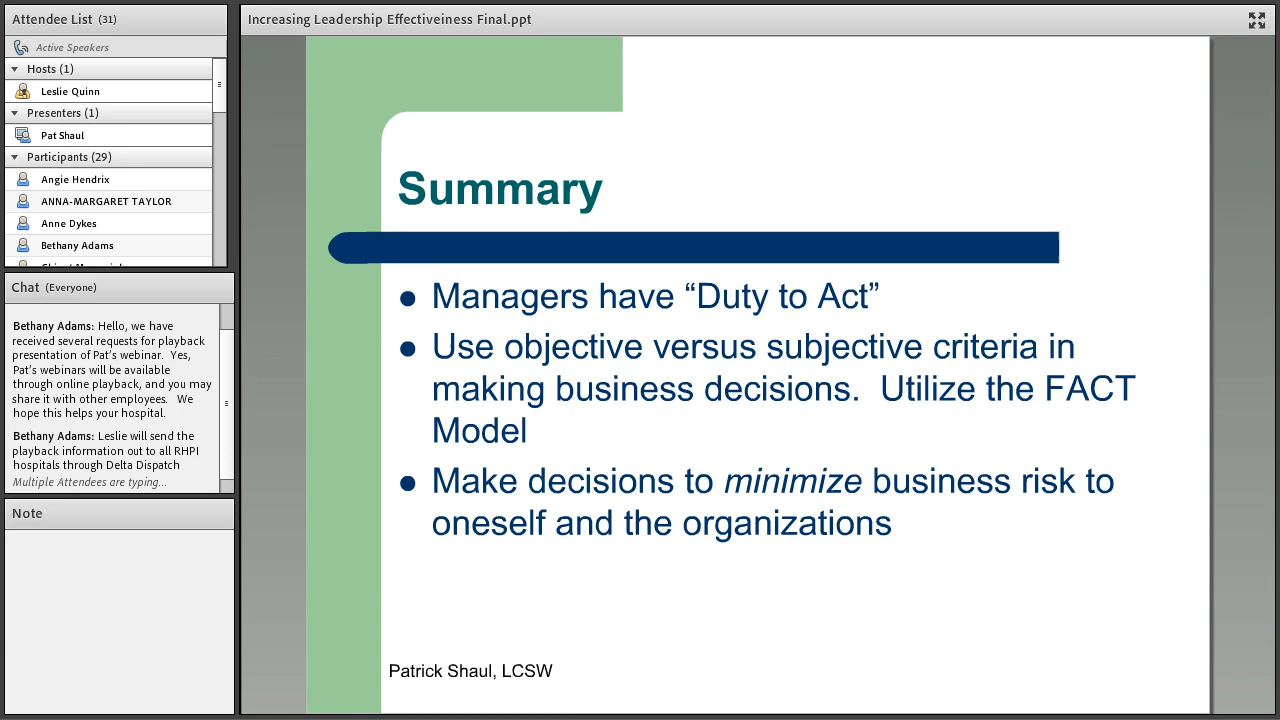 Attendee List (31)
Active Speakers
Hosts (1)
Leslie Quinn
Presenters (1)
Pat Shaul
Participants (29)
Angie Hendrix
ANNA-MARGARET TAYLOR
Anne Dykes
Bethany Adams
Chat (Everyone)
Bethany Adams: Hello, we have
received several requests for playback
presentation of Pat's webinar. Yes,
Pat's webinars will be available
through online playback, and you may
share it with other employees. We
hope this helps your hospital.
Bethany Adams: Leslie will send the
playback information out to all RHPI
hospitals through Delta Dispatch
Multiple Attendees are typing...
Note
Increasing Leadership Effectiveiness Final.ppt
Summary
● Managers have “Duty to Act”
● Use objective versus subjective criteria in
making business decisions. Utilize the FACT
Model
● Make decisions to minimize business risk to
oneself and the organizations
Patrick Shaul, LCSW